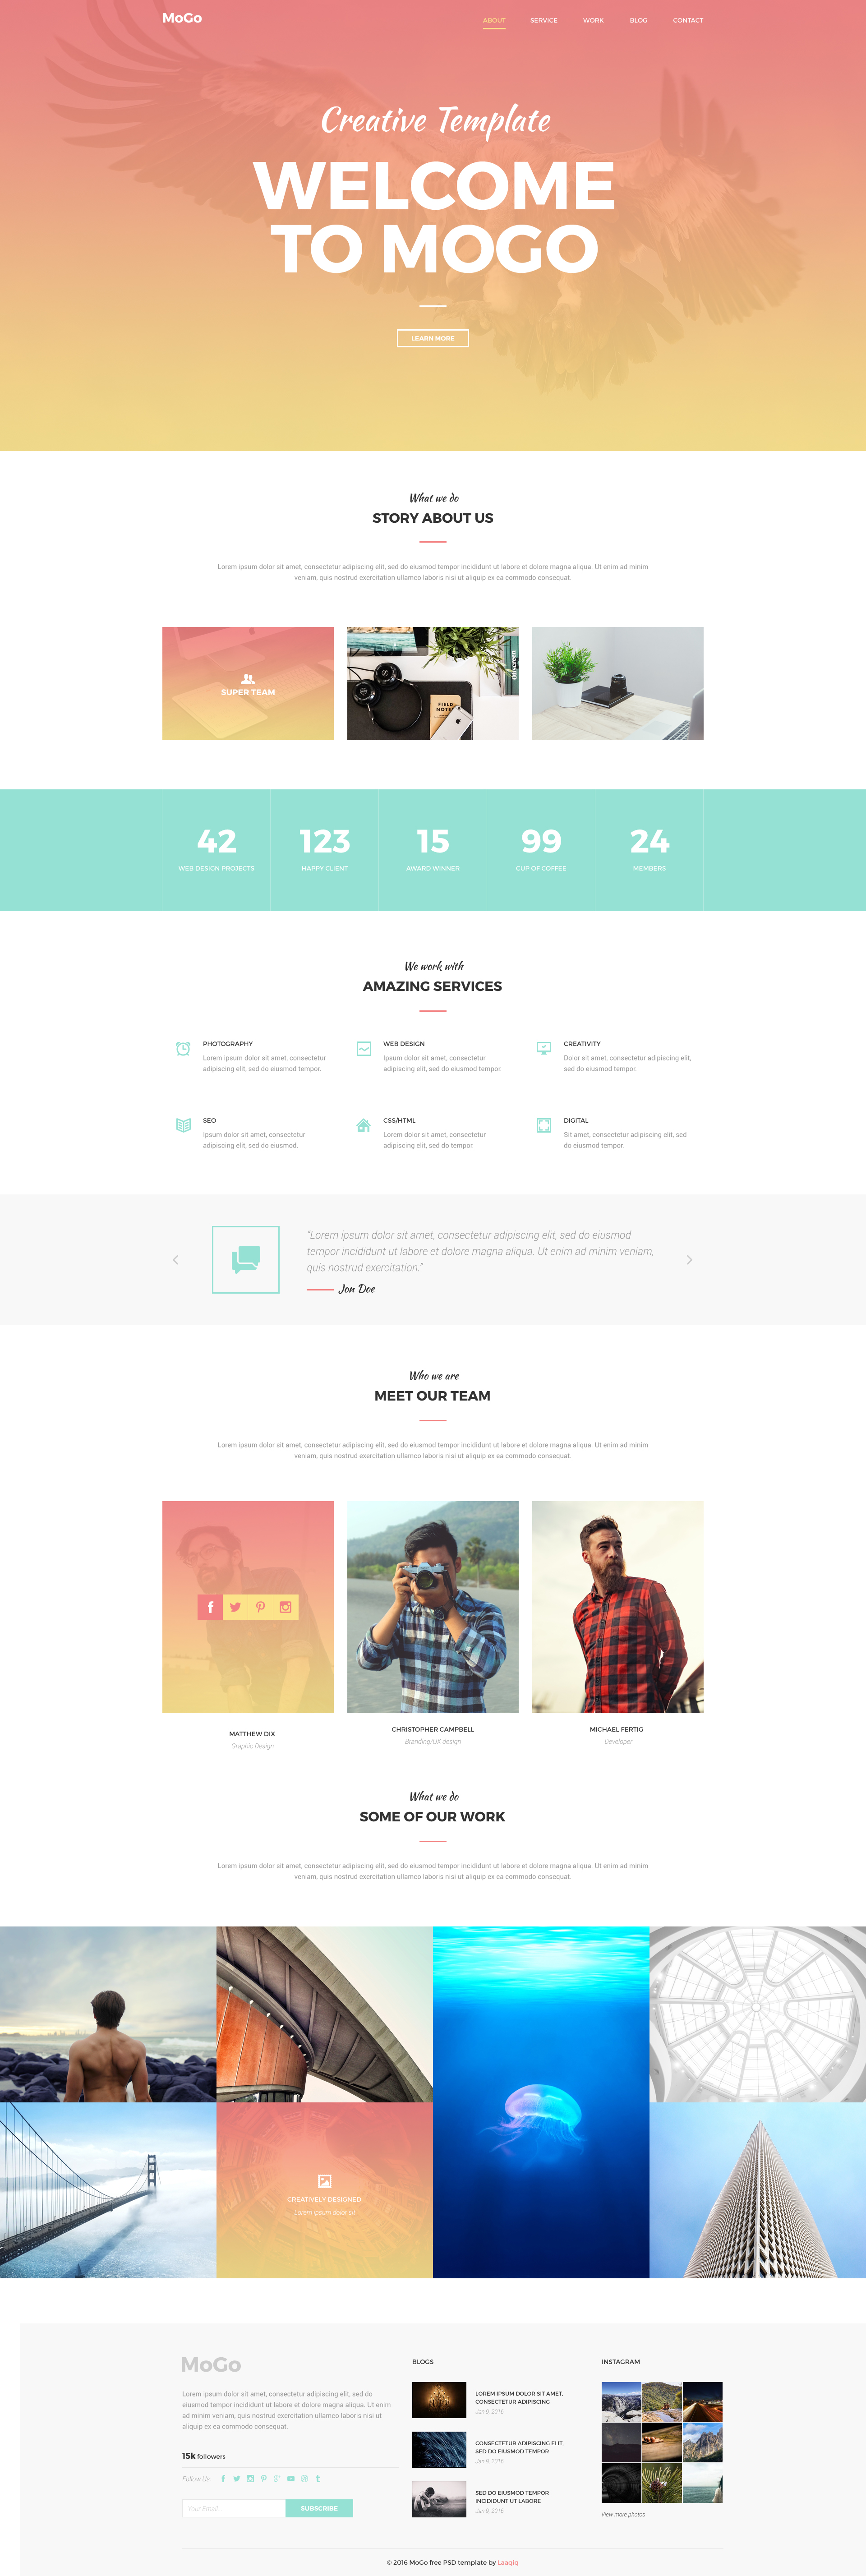 MoGo
ABOUT SERVICE WORK BLOG CONTACT
Creative Template
WELCOME
TO MOGO
LEARN MORE
What we do
STORY ABOUT US
Lorem ipsum dolor sit amet, consectetur adipiscing elit, sed do eiusmod tempor incididunt ut labore et dolore magna aliqua. Ut enim ad minim
veniam, quis nostrud exercitation ullamco laboris nisi ut aliquip ex ea commodo consequat.
SUPER TEAM
FIELD NOTES
42
WEB DESIGN PROJECTS
123
HAPPY CLIENT
15
AWARD WINNER
99
CUP OF COFFEE
24
MEMBERS
We work with
AMAZING SERVICES
PHOTOGRAPHY
Lorem ipsum dolor sit amet, consectetur
adipiscing elit, sed do eiusmod tempor.
WEB DESIGN
Ipsum dolor sit amet, consectetur
adipiscing elit, sed do eiusmod tempor.
CREATIVITY
Dolor sit amet, consectetur adipiscing elit,
sed do eiusmod tempor.
SEO
Ipsum dolor sit amet, consectetur
adipiscing elit, sed do eiusmod.
CSS/HTML
Lorem dolor sit amet, consectetur
adipiscing elit, sed do tempor.
DIGITAL
Sit amet, consectetur adipiscing elit, sed
do eiusmod tempor.
"Lorem ipsum dolor sit amet, consectetur adipiscing elit, sed do eiusmod
tempor incididunt ut labore et dolore magna aliqua. Ut enim ad minim veniam,
quis nostrud exercitation."
Jon Doe
Who we are
MEET OUR TEAM
Lorem ipsum dolor sit amet, consectetur adipiscing elit, sed do eiusmod tempor incididunt ut labore et dolore magna aliqua. Ut enim ad minim
veniam, quis nostrud exercitation ullamco laboris nisi ut aliquip ex ea commodo consequat.
MATTHEW DIX
Graphic Design
CHRISTOPHER CAMPBELL
Branding/UX design
MICHAEL FERTIG
Developer
What we do
SOME OF OUR WORK
Lorem ipsum dolor sit amet, consectetur adipiscing elit, sed do eiusmod tempor incididunt ut labore et dolore magna aliqua. Ut enim ad minim
veniam, quis nostrud exercitation ullamco laboris nisi ut aliquip ex ea commodo consequat.
CREATIVELY DESIGNED
Lorem ipsum dolor sit
MoGo
Lorem ipsum dolor sit amet, consectetur adipiscing
elit, sed do eiusmod tempor incididunt ut labore et
dolore magna aliqua. Ut enim
ad minim veniam, quis nostrud exercitation ullamco laboris nisi ut
aliquip ex ea commodo consequat.
15k followers
Follow Us:
Your Email...
SUBSCRIBE
BLOGS
LOREM IPSUM DOLOR SIT AMET,
CONSECTETUR ADIPISCING
Jan 9, 2016
CONSECTETUR ADIPISCING ELIT,
SED DO EIUSMOD TEMPOR
Jan 9, 2016
SED DO EIUSMOD TEMPOR
INCIDIDUNT UT LABORE
Jan 9, 2016
INSTAGRAM
View more photos
© 2016 MoGo free PSD template by Laaqiq